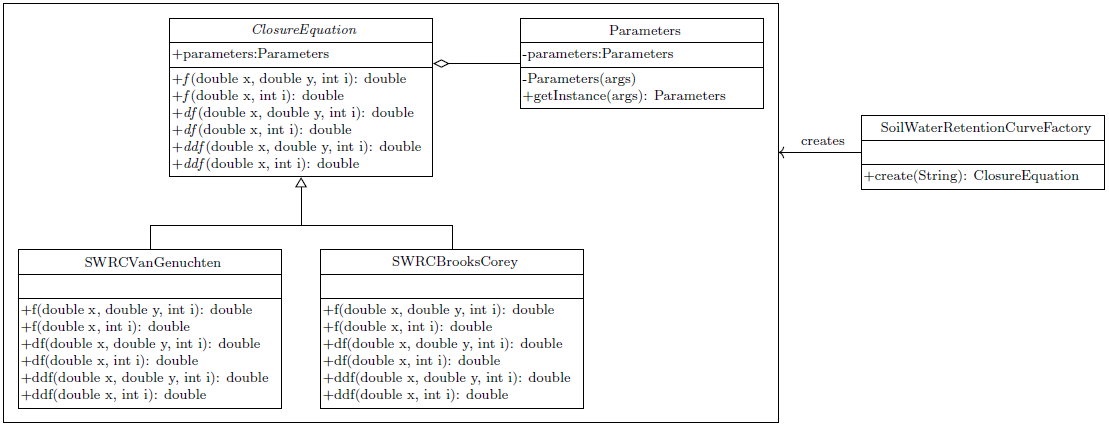 ClosureEquation
+parameters:Parameters
+f(double x, double y, int i): double
+f(double x, int i): double
+df(double x, double y, int i): double
+df(double x, int i): double
+ddf(double x, double y, int i): double
+ddf(double x, int i): double
Parameters
-parameters:Parameters
-Parameters(args)
+getInstance(args): Parameters
creates
SoilWaterRetentionCurveFactory
+create(String): ClosureEquation
SWRCVanGenuchten
+f(double x, double y, int i): double
+f(double x, int i): double
+df(double x, double y, int i): double
+df(double x, int i): double
+ddf(double x, double y, int i): double
+ddf(double x, int i): double
SWRCBrooksCorey
+f(double x, double y, int i): double
+f(double x, int i): double
+df(double x, double y, int i): double
+df(double x, int i): double
+ddf(double x, double y, int i): double
+ddf(double x, int i): double